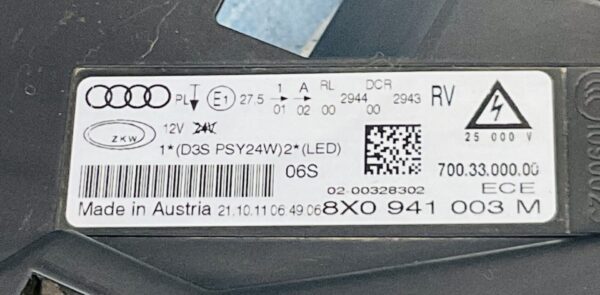 PL E1 27.5 1 A RL DCR RV
01 02 00 2944 00 2943
ZKW 12V 24V 25 000 V
1*(D3S PSY24W)2*(LED)
06S 700.33.000.00
02-00328302 ECE
Made in Austria 21.10.11 06 49 06 8X0 941 003 M